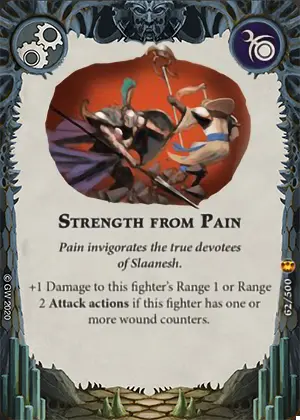 STRENGTH FROM PAIN
Pain invigorates the true devotees
of Slaanesh.
+1 Damage to this fighter's Range 1 or Range
2 Attack actions if this fighter has one or
more wound counters.
© GW 2020
62/500